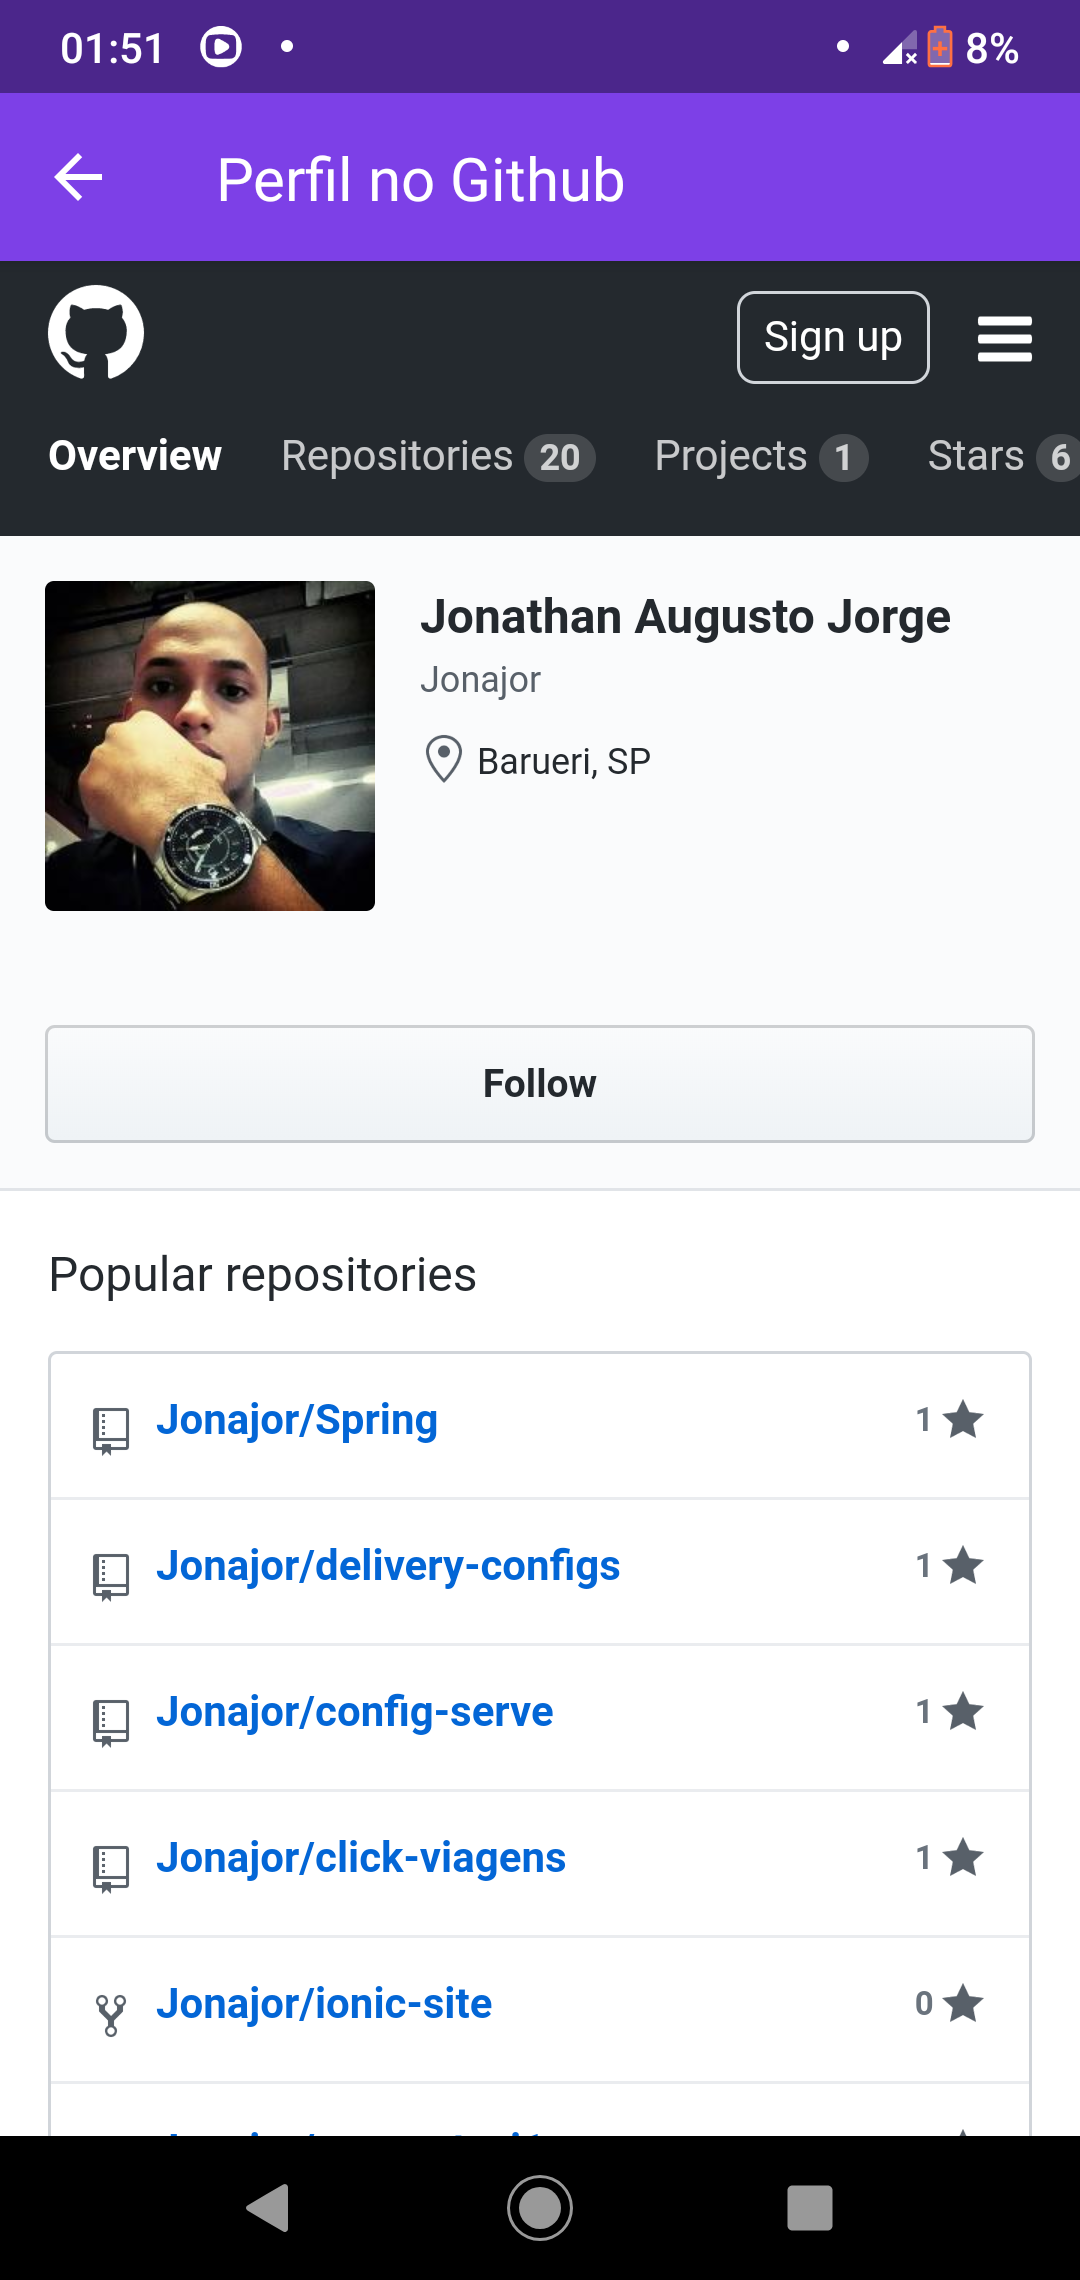 01:51
8%
Perfil no Github
Sign up
Overview Repositories 20 Projects 1 Stars 6
Jonathan Augusto Jorge
Jonajor
Barueri, SP
Follow
Popular repositories
Jonajor/Spring 1
Jonajor/delivery-configs 1
Jonajor/config-serve 1
Jonajor/click-viagens 1
Jonajor/ionic-site 0